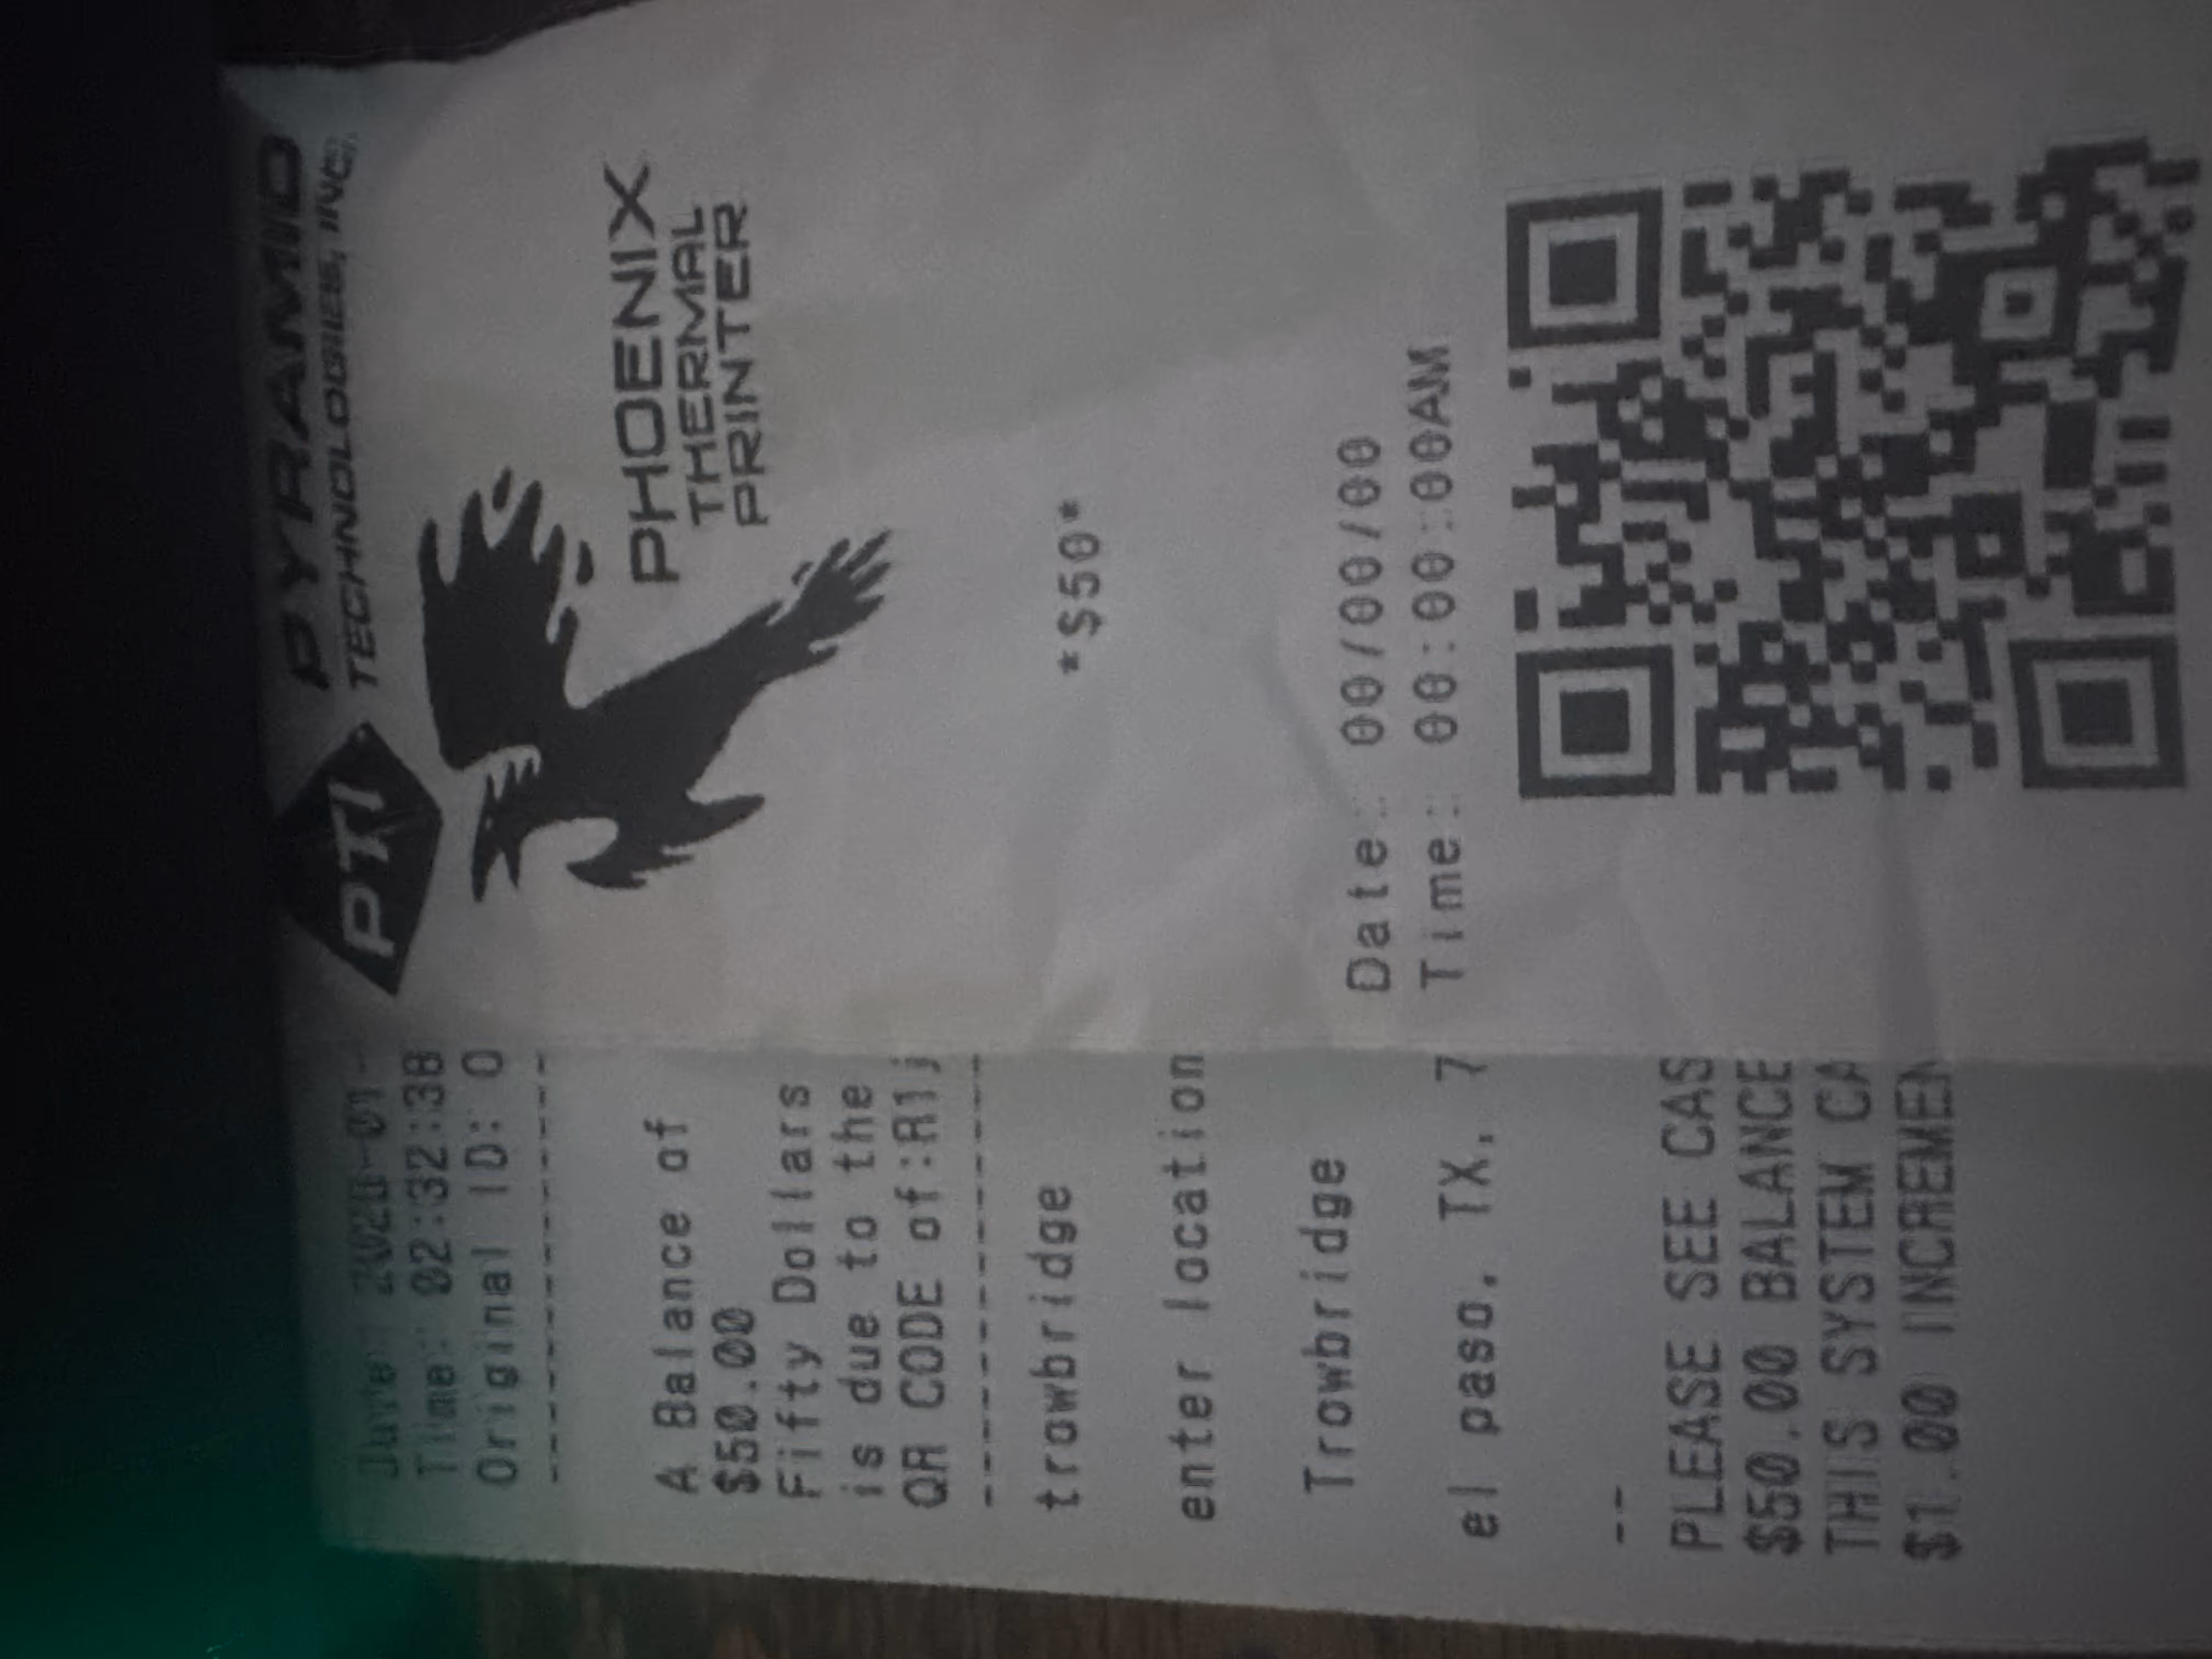 PTI PYRAMID
TECHNOLOGIES, INC.
PHOENIX
THERMAL
PRINTER
*$50*
Date: 00/00/00
Time: 00:00:00AM
Time: 02:32:38
Original ID: 0
---------------
A Balance of
$50.00
Fifty Dollars
is due to the
QR CODE of:R1j
---------------
trowbridge
enter location
Trowbridge
el paso, TX, 7
--
PLEASE SEE CAS
$50.00 BALANCE
THIS SYSTEM CA
$1.00 INCREMEN